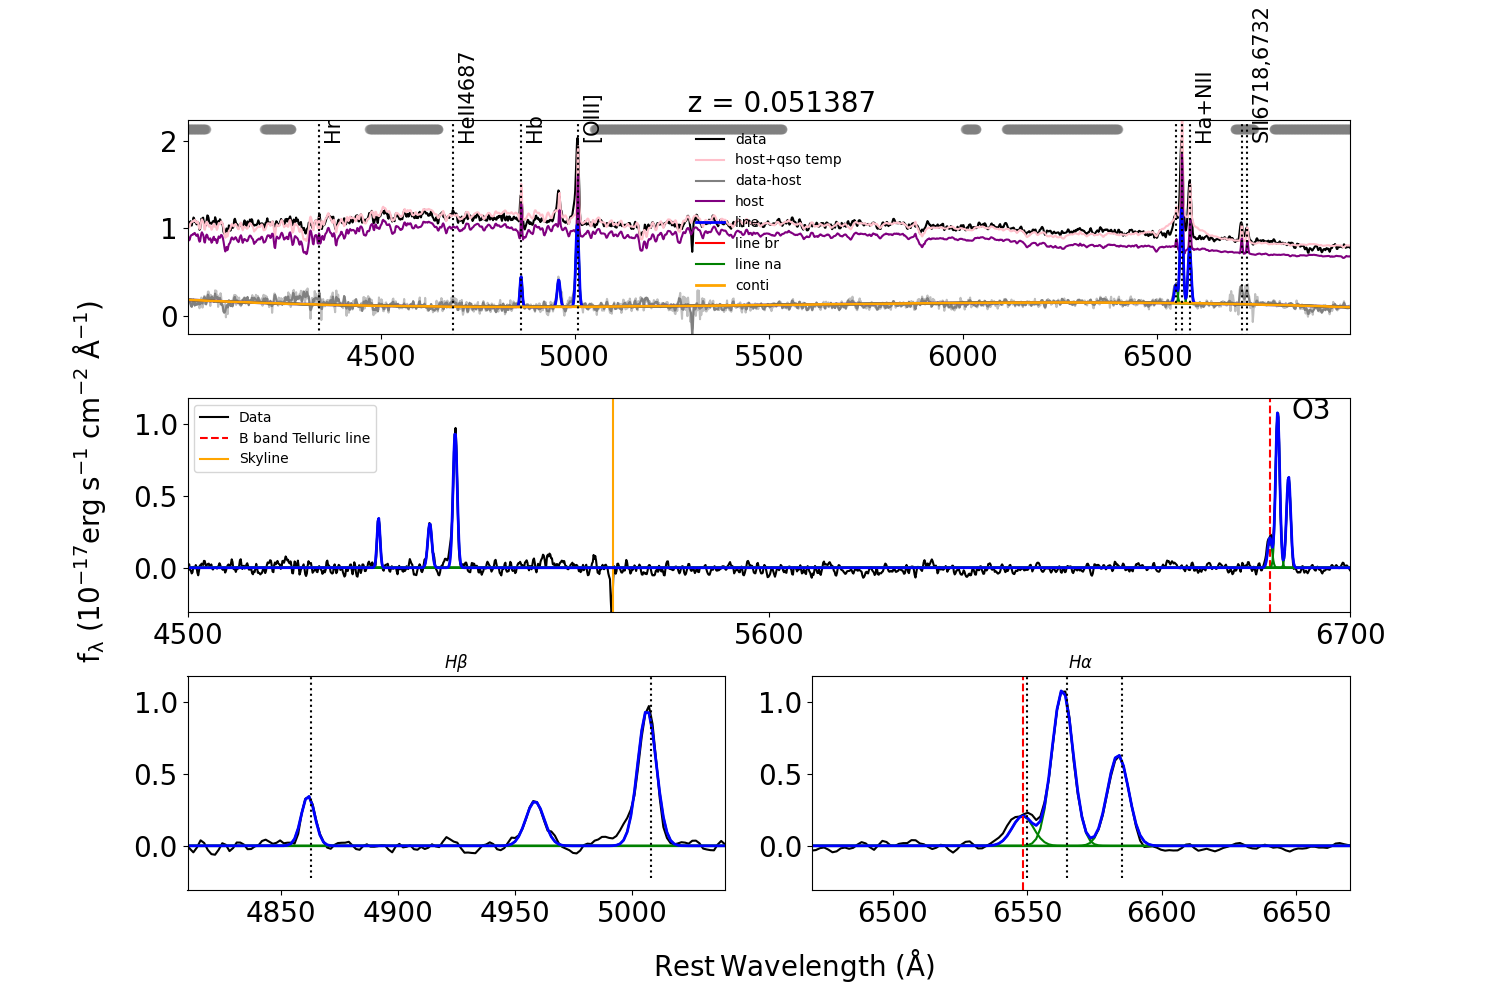 z = 0.051387
Hr
HeII4687
Hb
[OIII]
Ha+NII
SII6718,6732
data
host+qso temp
data-host
host
line
line br
line na
conti
2
1
0
4500 5000 5500 6000 6500
f_λ (10^−17 erg s^−1 cm^−2 Å^−1)
Data
B band Telluric line
Skyline
O3
1.0
0.5
0.0
4500 5600 6700
Hβ
1.0
0.5
0.0
4850 4900 4950 5000
Hα
1.0
0.5
0.0
6500 6550 6600 6650
Rest Wavelength (Å)